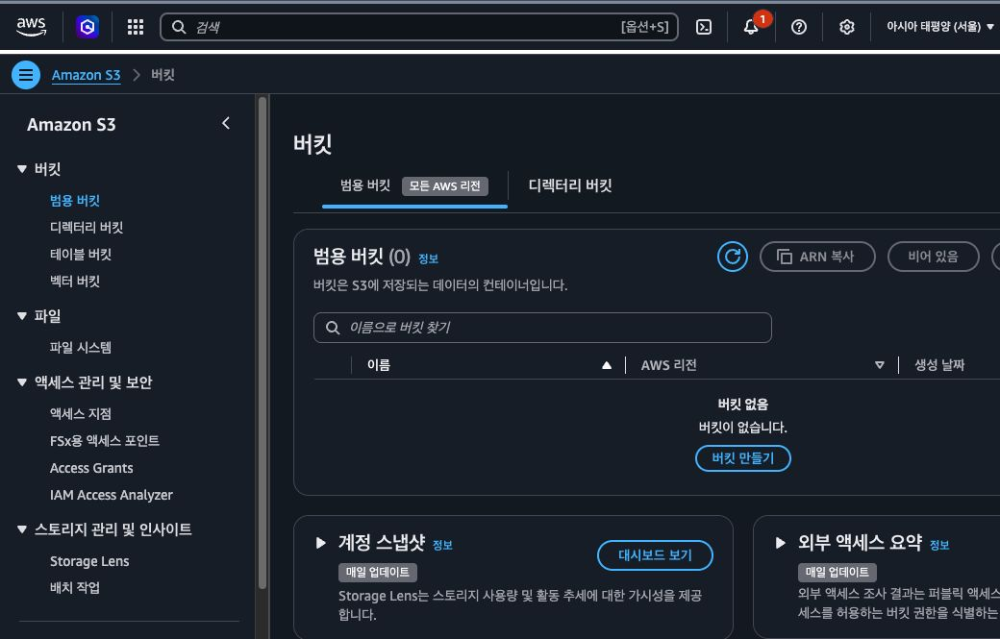 aws
검색
[옵션+S]
1
아시아 태평양 (서울)
Amazon S3
버킷
Amazon S3
버킷
범용 버킷
디렉터리 버킷
테이블 버킷
벡터 버킷
파일
파일 시스템
액세스 관리 및 보안
액세스 지점
FSx용 액세스 포인트
Access Grants
IAM Access Analyzer
스토리지 관리 및 인사이트
Storage Lens
배치 작업
버킷
범용 버킷 모든 AWS 리전
디렉터리 버킷
범용 버킷 (0) 정보
ARN 복사
비어 있음
버킷은 S3에 저장되는 데이터의 컨테이너입니다.
이름으로 버킷 찾기
이름
AWS 리전
생성 날짜
버킷 없음
버킷이 없습니다.
버킷 만들기
계정 스냅샷 정보
매일 업데이트
대시보드 보기
Storage Lens는 스토리지 사용량 및 활동 추세에 대한 가시성을 제공
합니다.
외부 액세스 요약 정보
매일 업데이트
외부 액세스 조사 결과는 퍼블릭 액세스
세스를 허용하는 버킷 권한을 식별하는